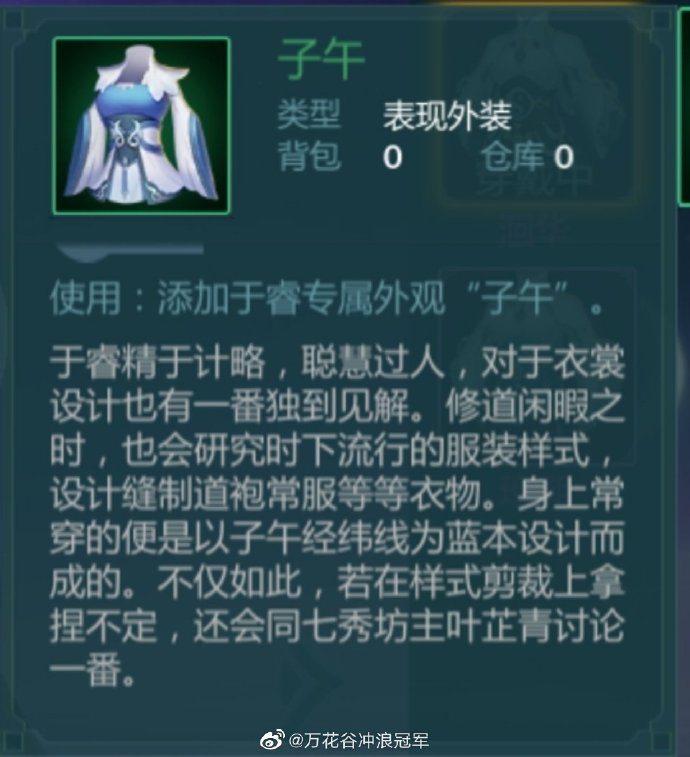 子午
类型 表现外装
背包 0 仓库 0
穿戴中
使用：添加于睿专属外观“子午”。
于睿精于计略，聪慧过人，对于衣裳
设计也有一番独到见解。修道闲暇之
时，也会研究时下流行的服装样式，
设计缝制道袍常服等等衣物。身上常
穿的便是以子午经纬线为蓝本设计而
成的。不仅如此，若在样式剪裁上拿
捏不定，还会同七秀坊主叶芷青讨论
一番。
@万花谷冲浪冠军